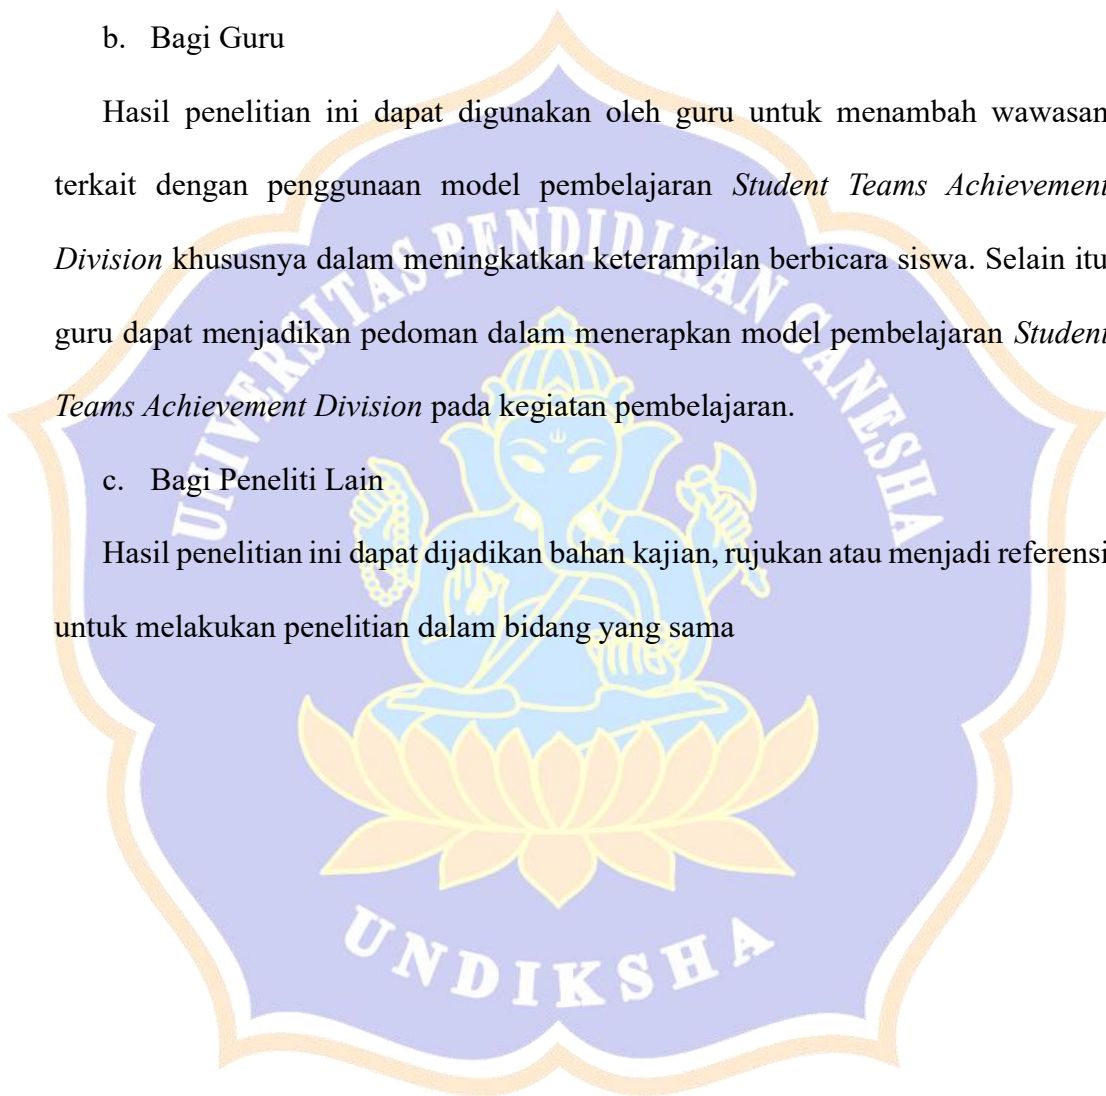 b. Bagi Guru
Hasil penelitian ini dapat digunakan oleh guru untuk menambah wawasan
terkait dengan penggunaan model pembelajaran Student Teams Achievement
Division khususnya dalam meningkatkan keterampilan berbicara siswa. Selain itu
guru dapat menjadikan pedoman dalam menerapkan model pembelajaran Student
Teams Achievement Division pada kegiatan pembelajaran.
c. Bagi Peneliti Lain
Hasil penelitian ini dapat dijadikan bahan kajian, rujukan atau menjadi referensi
untuk melakukan penelitian dalam bidang yang sama
UNIVERSITAS PENDIDIKAN GANESHA
UNDIKSHA